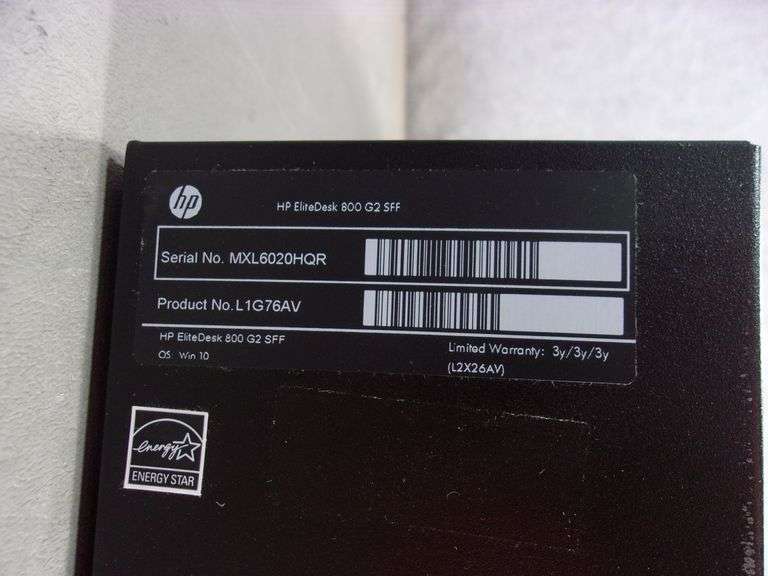 hp
HP EliteDesk 800 G2 SFF
Serial No. MXL6020HQR
Product No. L1G76AV
HP EliteDesk 800 G2 SFF
OS Win 10
Limited Warranty: 3y/3y/3y
(L2X26AV)
energy
ENERGY STAR